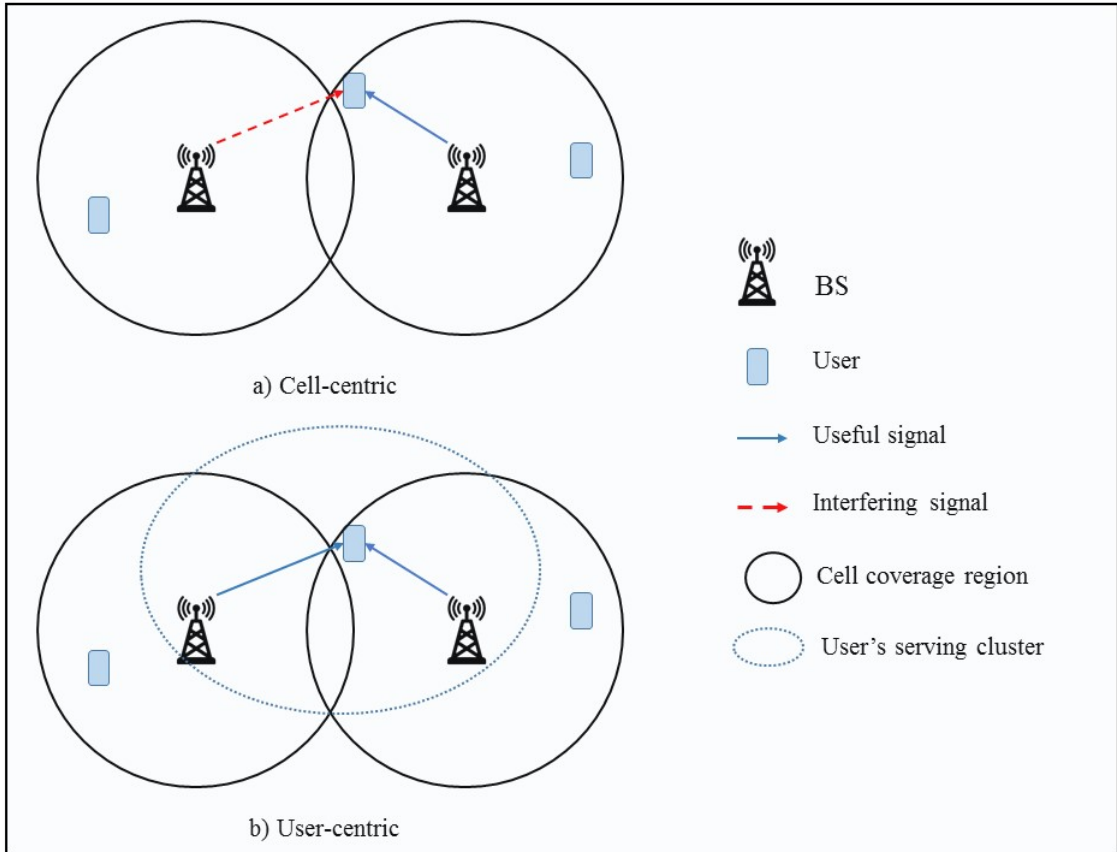 a) Cell-centric
b) User-centric
BS
User
Useful signal
Interfering signal
Cell coverage region
User’s serving cluster